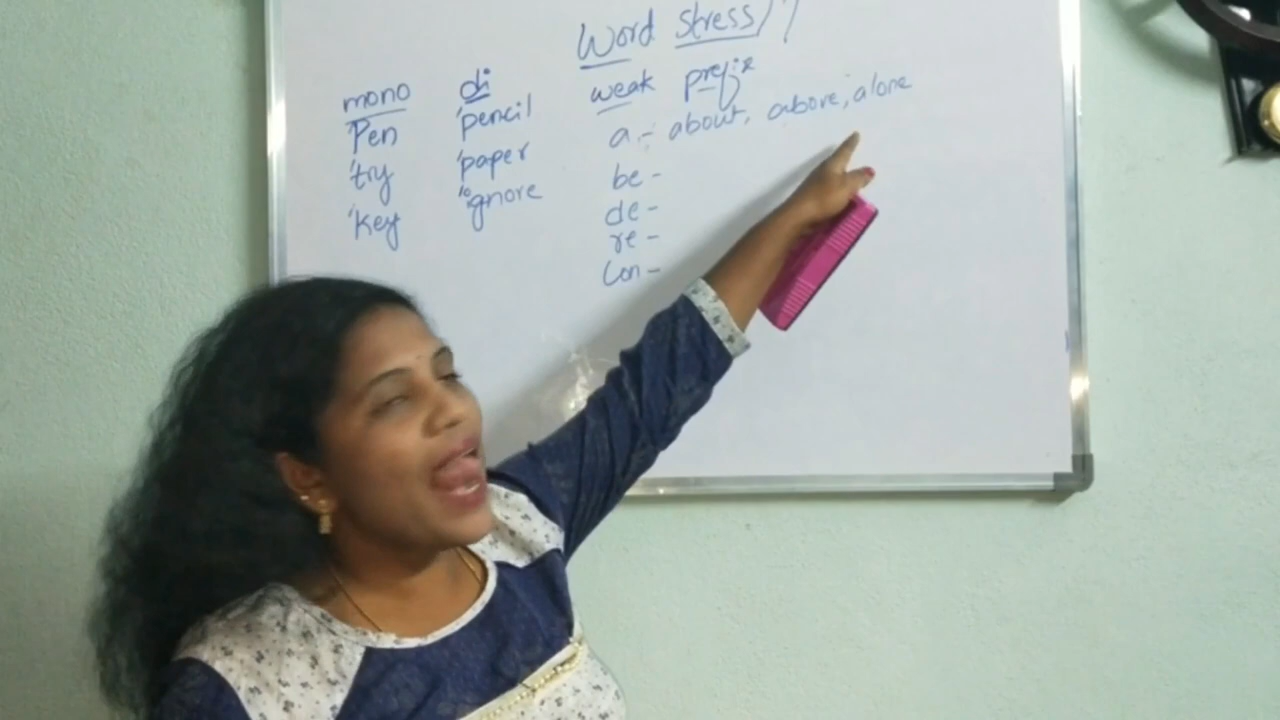 Word Stress
mono
'Pen
'try
'key
di
'pencil
'paper
'ignore
weak prefix
a - about, above, alone
be -
de -
re -
Con -